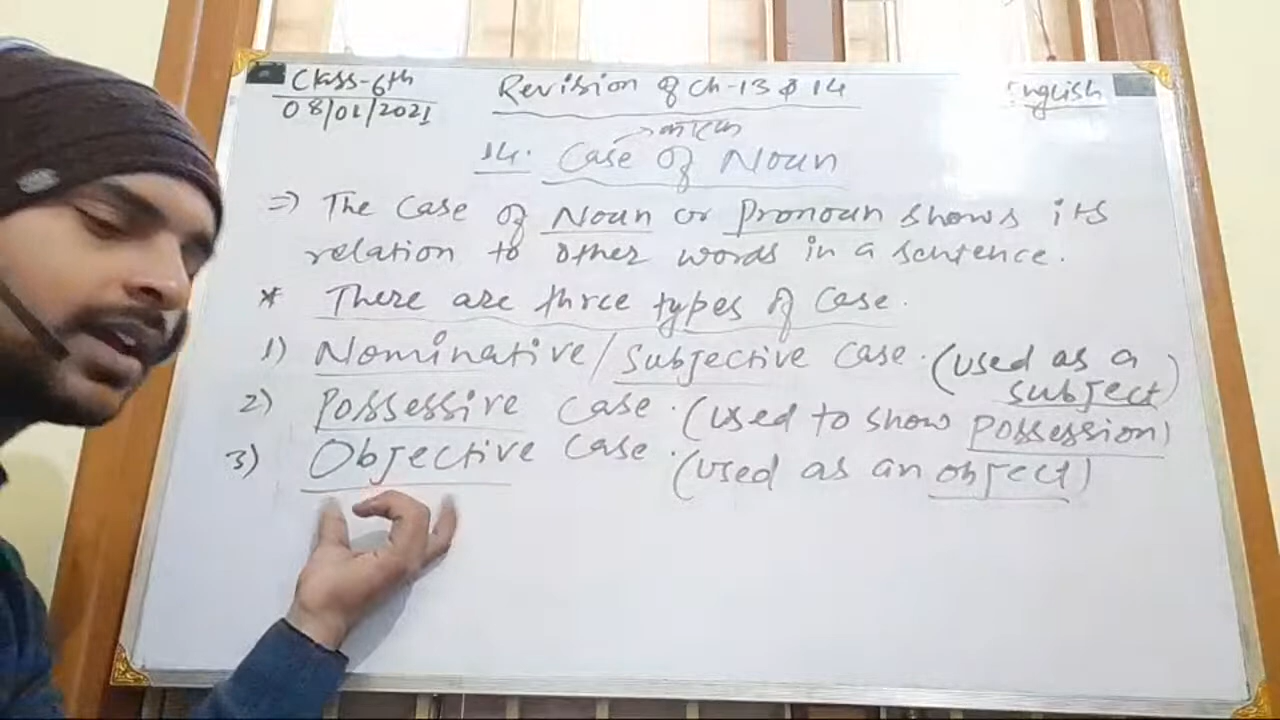 Class-6th
08/01/2021
Revision of Ch-13 & 14
English
→ कारक
14. Case of Noun
⇒ The Case of Noun or Pronoun shows its
relation to other words in a sentence.
* There are three types of Case.
1) Nominative/Subjective Case. (used as a
subject)
2) Possessive Case. (used to show possession)
3) Objective Case. (used as an object)